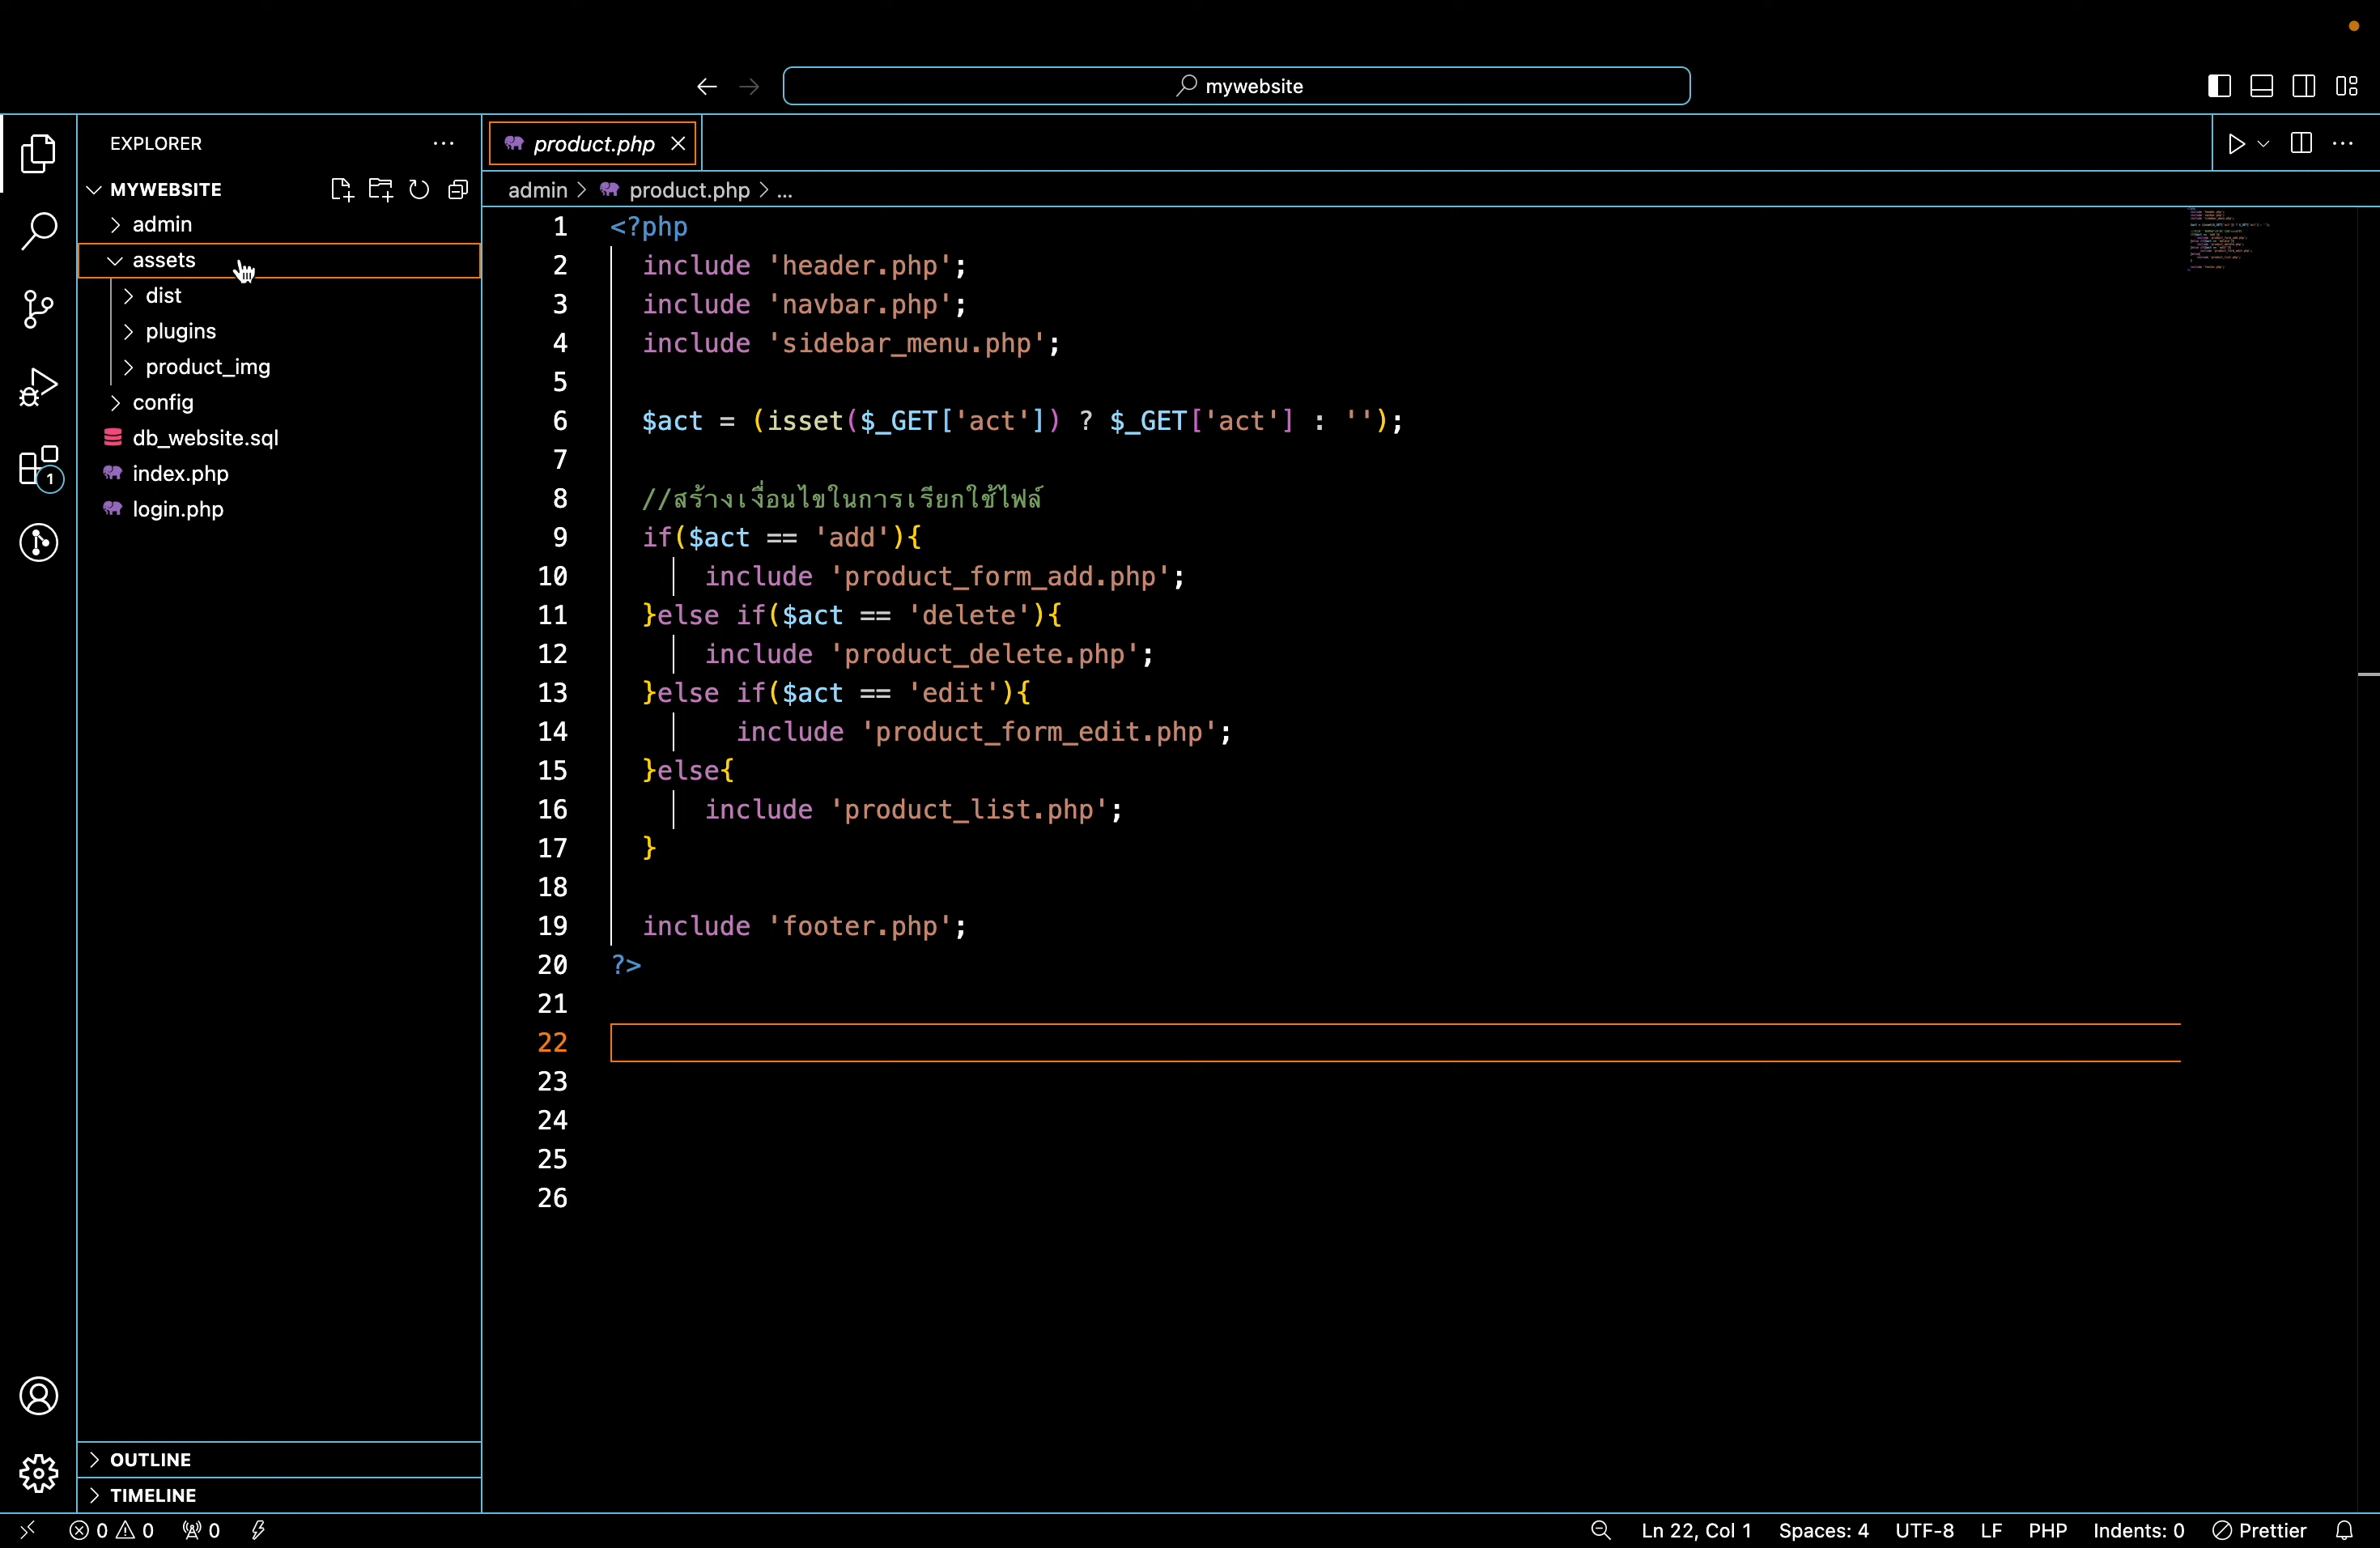 mywebsite
EXPLORER
MYWEBSITE
admin
assets
dist
plugins
product_img
config
db_website.sql
index.php
login.php
OUTLINE
TIMELINE
1
product.php
admin > product.php > ...
1 <?php
2 include 'header.php';
3 include 'navbar.php';
4 include 'sidebar_menu.php';
5
6 $act = (isset($_GET['act']) ? $_GET['act'] : '');
7
8 //สร้างเงื่อนไขในการเรียกใช้ไฟล์
9 if($act == 'add'){
10 include 'product_form_add.php';
11 }else if($act == 'delete'){
12 include 'product_delete.php';
13 }else if($act == 'edit'){
14 include 'product_form_edit.php';
15 }else{
16 include 'product_list.php';
17 }
18
19 include 'footer.php';
20 ?>
21
22
23
24
25
26
0 0 0 Ln 22, Col 1 Spaces: 4 UTF-8 LF PHP Indents: 0 Prettier